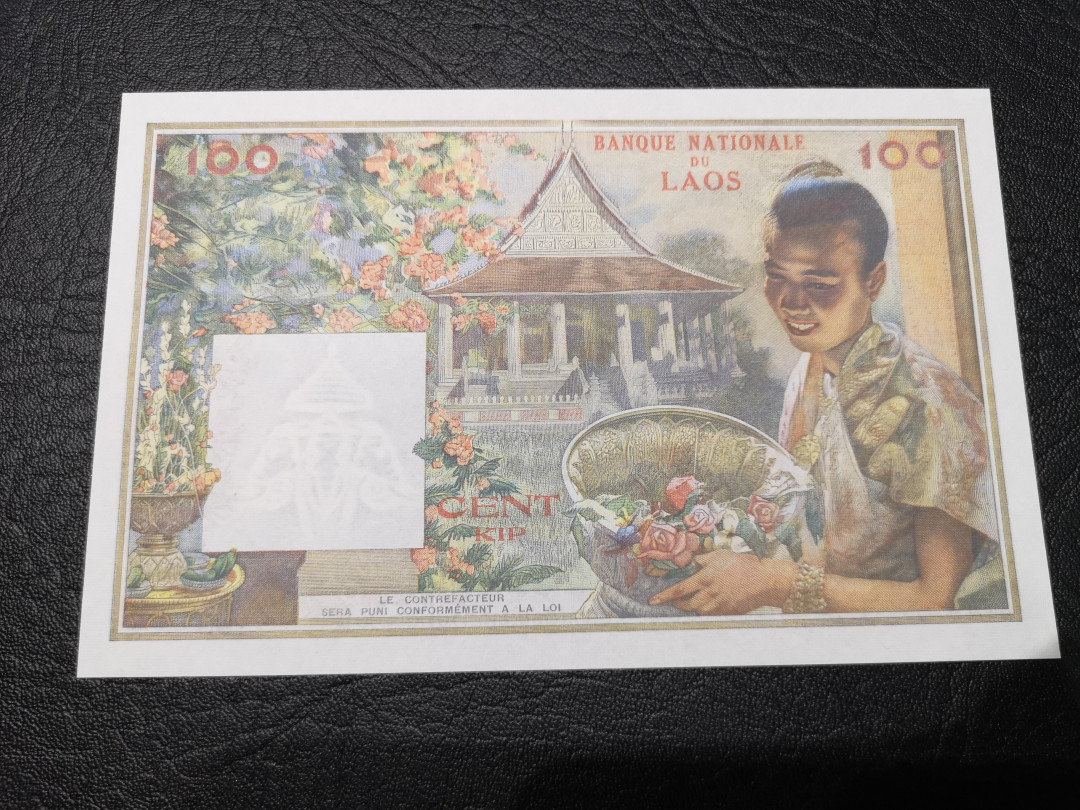 100
BANQUE NATIONALE
DU
LAOS
100
CENT
KIP
LE CONTREFACTEUR
SERA PUNI CONFORMÉMENT A LA LOI